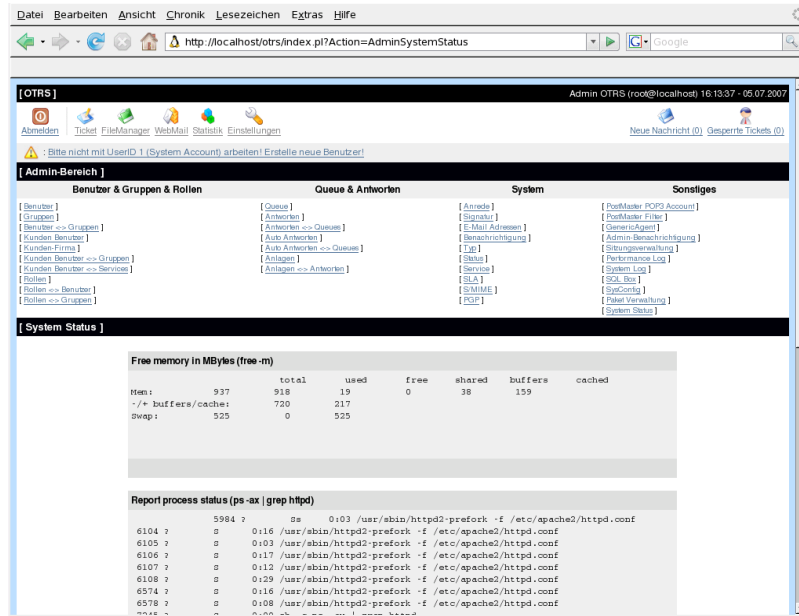 Datei Bearbeiten Ansicht Chronik Lesezeichen Extras Hilfe
http://localhost/otrs/index.pl?Action=AdminSystemStatus
G Google
[ OTRS ] Admin OTRS (root@localhost) 16:13:37 - 05.07.2007
Abmelden Ticket FileManager WebMail Statistik Einstellungen Neue Nachricht (0) Gesperrte Tickets (0)
: Bitte nicht mit UserID 1 (System Account) arbeiten! Erstelle neue Benutzer!
[ Admin-Bereich ]
Benutzer & Gruppen & Rollen Queue & Antworten System Sonstiges
[ Benutzer ] [ Queue ] [ Anrede ] [ PostMaster POP3 Account ]
[ Gruppen ] [ Antworten ] [ Signatur ] [ PostMaster Filter ]
[ Benutzer <-> Gruppen ] [ Antworten <-> Queues ] [ E-Mail Adressen ] [ GenericAgent ]
[ Kunden Benutzer ] [ Auto Antworten ] [ Benachrichtigung ] [ Admin-Benachrichtigung ]
[ Kunden-Firma ] [ Auto Antworten <-> Queues ] [ Typ ] [ Sitzungsverwaltung ]
[ Kunden Benutzer <-> Gruppen ] [ Anlagen ] [ Status ] [ Performance Log ]
[ Kunden Benutzer <-> Services ] [ Anlagen <-> Antworten ] [ Service ] [ System Log ]
[ Rollen ] [ SLA ] [ SQL Box ]
[ Rollen <-> Benutzer ] [ S/MIME ] [ SysConfig ]
[ Rollen <-> Gruppen ] [ PGP ] [ Paket Verwaltung ]
[ System Status ]
[ System Status ]
Free memory in MBytes (free -m)
total used free shared buffers cached
Mem: 937 918 19 0 38 159
-/+ buffers/cache: 720 217
Swap: 525 0 525
Report process status (ps -ax | grep httpd)
5984 ? Ss 0:03 /usr/sbin/httpd2-prefork -f /etc/apache2/httpd.conf
6104 ? S 0:16 /usr/sbin/httpd2-prefork -f /etc/apache2/httpd.conf
6105 ? S 0:03 /usr/sbin/httpd2-prefork -f /etc/apache2/httpd.conf
6106 ? S 0:17 /usr/sbin/httpd2-prefork -f /etc/apache2/httpd.conf
6107 ? S 0:12 /usr/sbin/httpd2-prefork -f /etc/apache2/httpd.conf
6108 ? S 0:29 /usr/sbin/httpd2-prefork -f /etc/apache2/httpd.conf
6574 ? S 0:16 /usr/sbin/httpd2-prefork -f /etc/apache2/httpd.conf
6578 ? S 0:08 /usr/sbin/httpd2-prefork -f /etc/apache2/httpd.conf